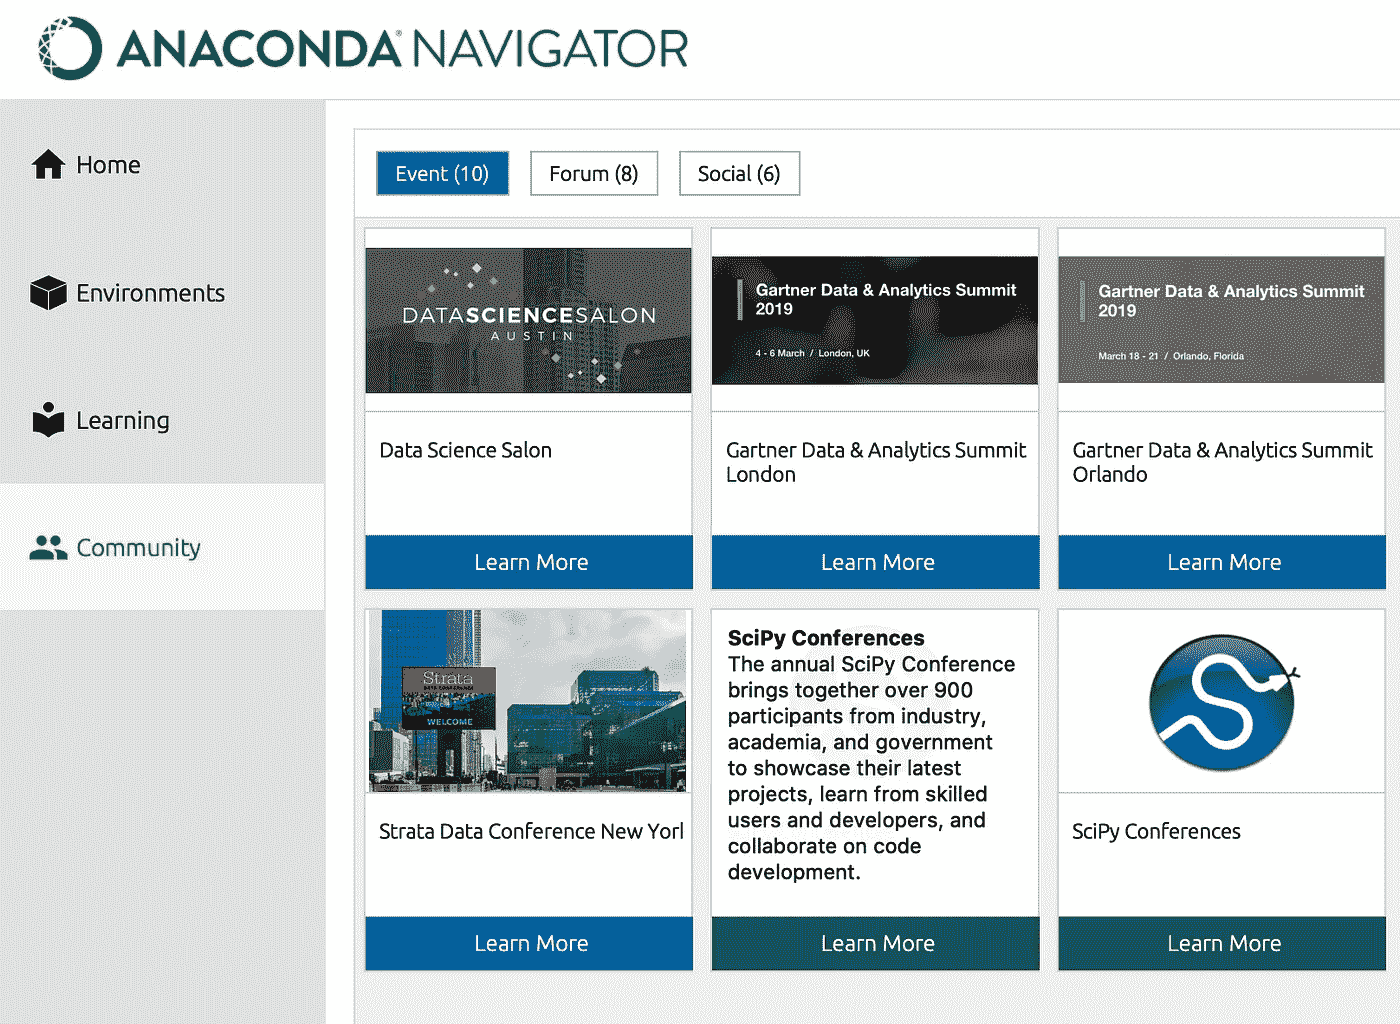 ANACONDA® NAVIGATOR
Home
Environments
Learning
Community
Event (10)
Forum (8)
Social (6)
DATASCIENCESALON
AUSTIN
Data Science Salon
Learn More
Gartner Data & Analytics Summit
2019
4 - 6 March / London, UK
Gartner Data & Analytics Summit
London
Learn More
Gartner Data & Analytics Summit
2019
March 18 - 21 / Orlando, Florida
Gartner Data & Analytics Summit
Orlando
Learn More
Strata
DATA CONFERENCE
WELCOME
Strata Data Conference New Yorl
Learn More
SciPy Conferences
The annual SciPy Conference
brings together over 900
participants from industry,
academia, and government
to showcase their latest
projects, learn from skilled
users and developers, and
collaborate on code
development.
Learn More
SciPy Conferences
Learn More